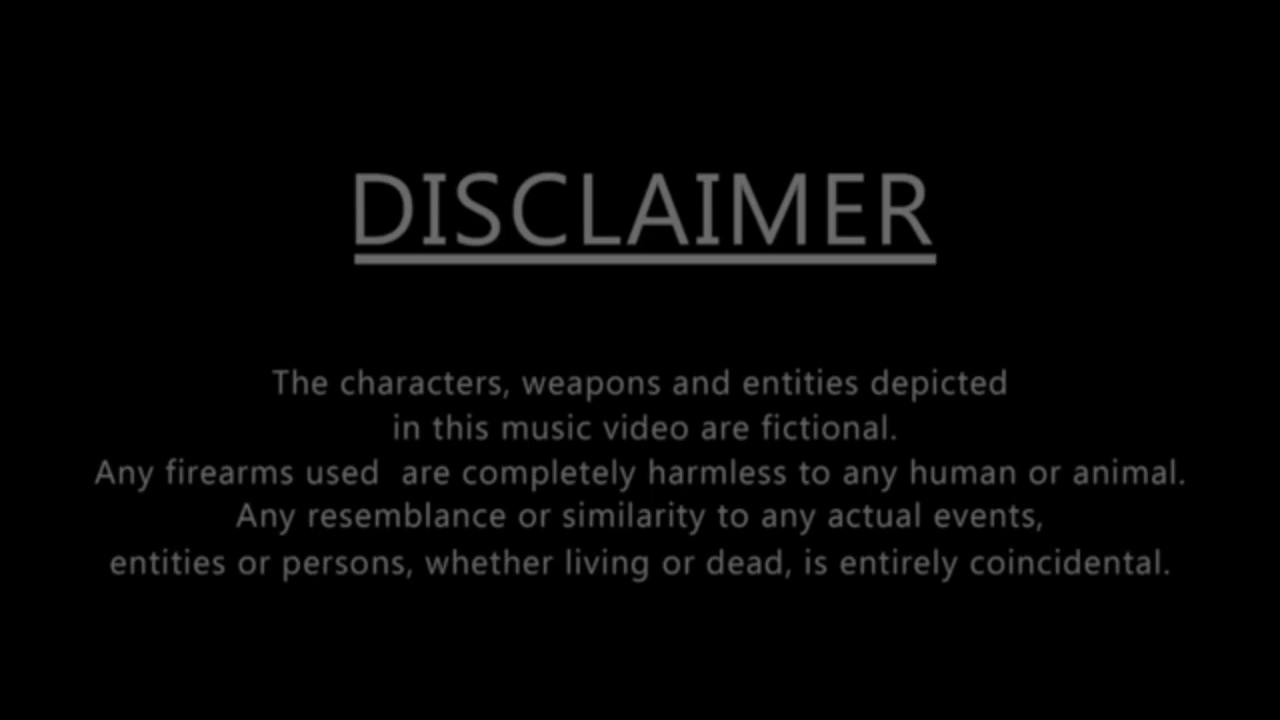 DISCLAIMER
The characters, weapons and entities depicted
in this music video are fictional.
Any firearms used  are completely harmless to any human or animal.
Any resemblance or similarity to any actual events,
entities or persons, whether living or dead, is entirely coincidental.